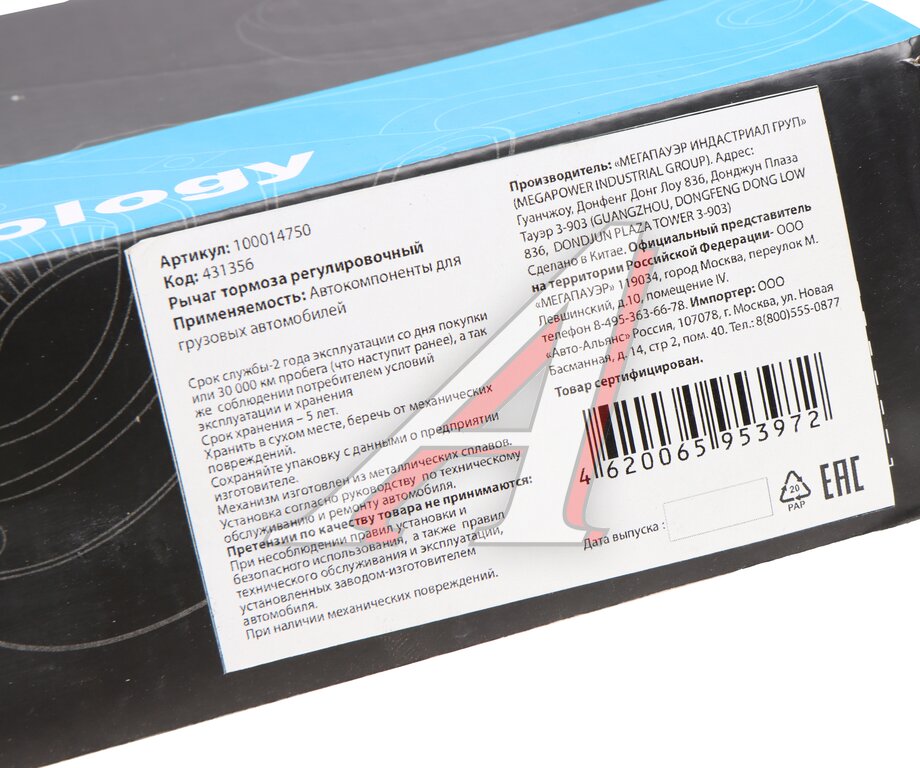 ology
Артикул: 100014750
Код: 431356
Рычаг тормоза регулировочный
Применяемость: Автокомпоненты для
грузовых автомобилей
Срок службы-2 года эксплуатации со дня покупки
или 30 000 км пробега (что наступит ранее), а так
же соблюдении потребителем условий
эксплуатации и хранения
Срок хранения – 5 лет.
Хранить в сухом месте, беречь от механических
повреждений.
Сохраняйте упаковку с данными о предприятии
изготовителе.
Механизм изготовлен из металлических сплавов.
Установка согласно руководству по техническому
обслуживанию и ремонту автомобиля.
Претензии по качеству товара не принимаются:
При несоблюдении правил установки и
безопасного использования, а также правил
технического обслуживания и эксплуатации,
установленных заводом-изготовителем
автомобиля.
При наличии механических повреждений.
Производитель: «МЕГАПАУЭР ИНДАСТРИАЛ ГРУП»
(MEGAPOWER INDUSTRIAL GROUP). Адрес:
Гуанчжоу, Донфенг Донг Лоу 836, Донджун Плаза
Тауэр 3-903 (GUANGZHOU, DONGFENG DONG LOW
836, DONDJUN PLAZA TOWER 3-903)
Сделано в Китае. Официальный представитель
на территории Российской Федерации- ООО
«МЕГАПАУЭР» 119034, город Москва, переулок М.
Левшинский, д.10, помещение IV.
телефон 8-495-363-66-78. Импортер: ООО
«Авто-Альянс» Россия, 107078, г. Москва, ул. Новая
Басманная, д. 14, стр 2, пом. 40. Тел.: 8(800)555-0877
Товар сертифицирован.
4 620065 953972
Дата выпуска :
20
PAP
EAC